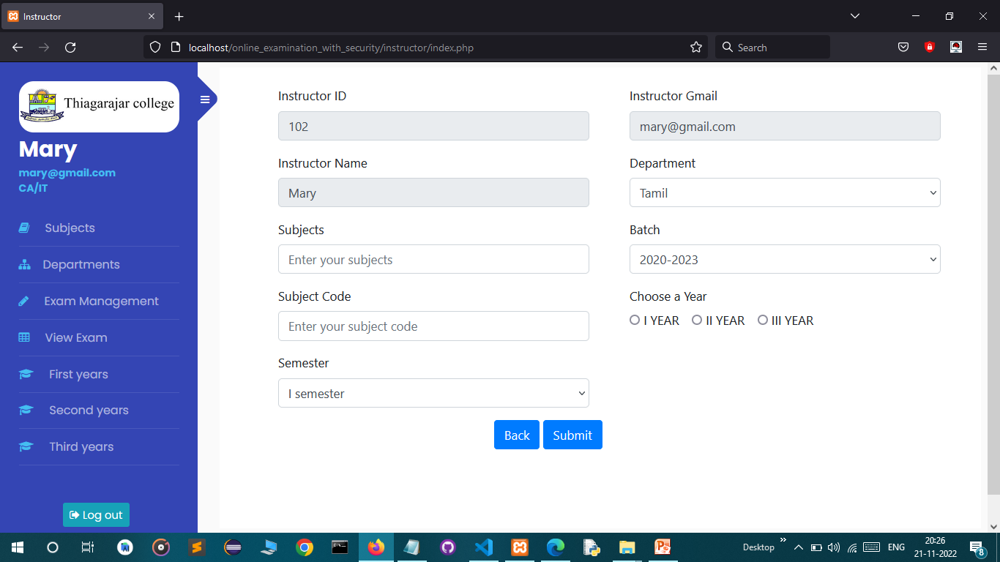 Instructor
localhost/online_examination_with_security/instructor/index.php
Search
Thiagarajar college
Mary
mary@gmail.com
CA/IT
Subjects
Departments
Exam Management
View Exam
First years
Second years
Third years
Log out
Instructor ID
102
Instructor Gmail
mary@gmail.com
Instructor Name
Mary
Department
Tamil
Subjects
Enter your subjects
Batch
2020-2023
Subject Code
Enter your subject code
Choose a Year
I YEAR II YEAR III YEAR
Semester
I semester
Back Submit
Desktop
ENG
20:26
21-11-2022
8